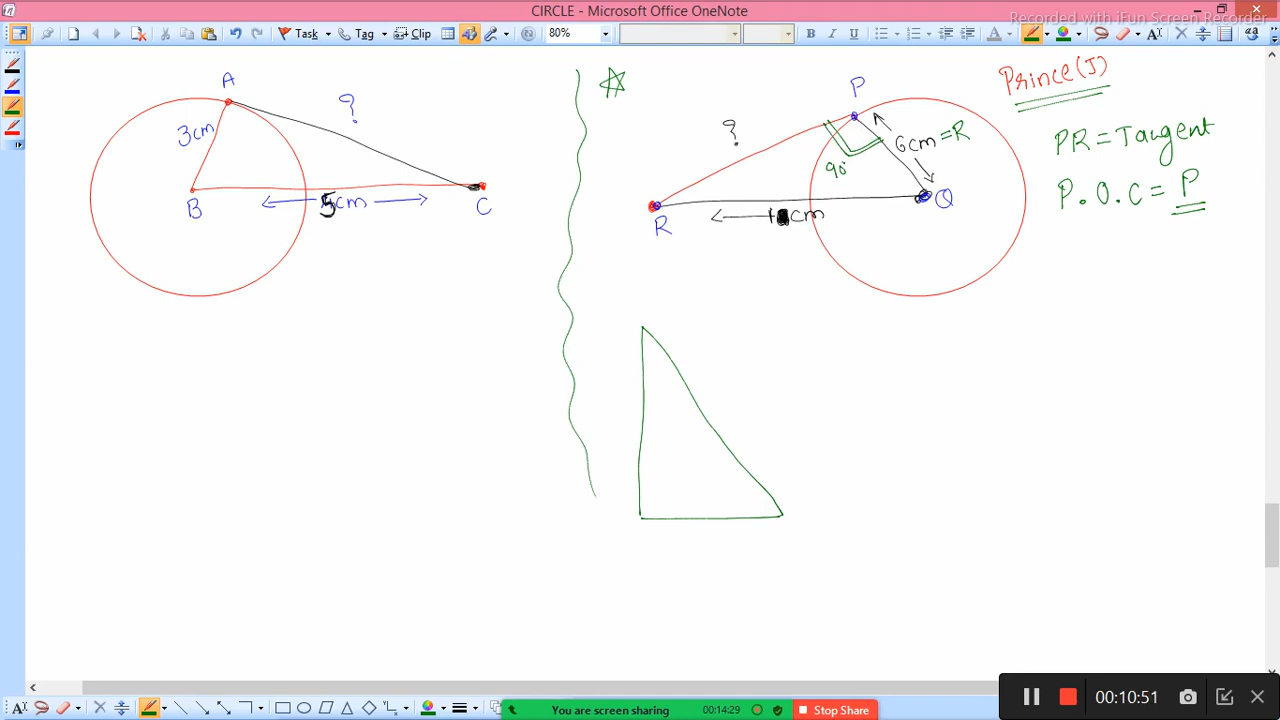 CIRCLE - Microsoft Office OneNote
Recorded with iFun Screen Recorder
Task
Tag
Clip
80%
B I U
A
?
3cm
B
5cm
C
P
?
6cm = R
90°
Q
R
cm
Prince(J)
PR = Tangent
P.O.C = P
You are screen sharing
00:14:29
Stop Share
00:10:51